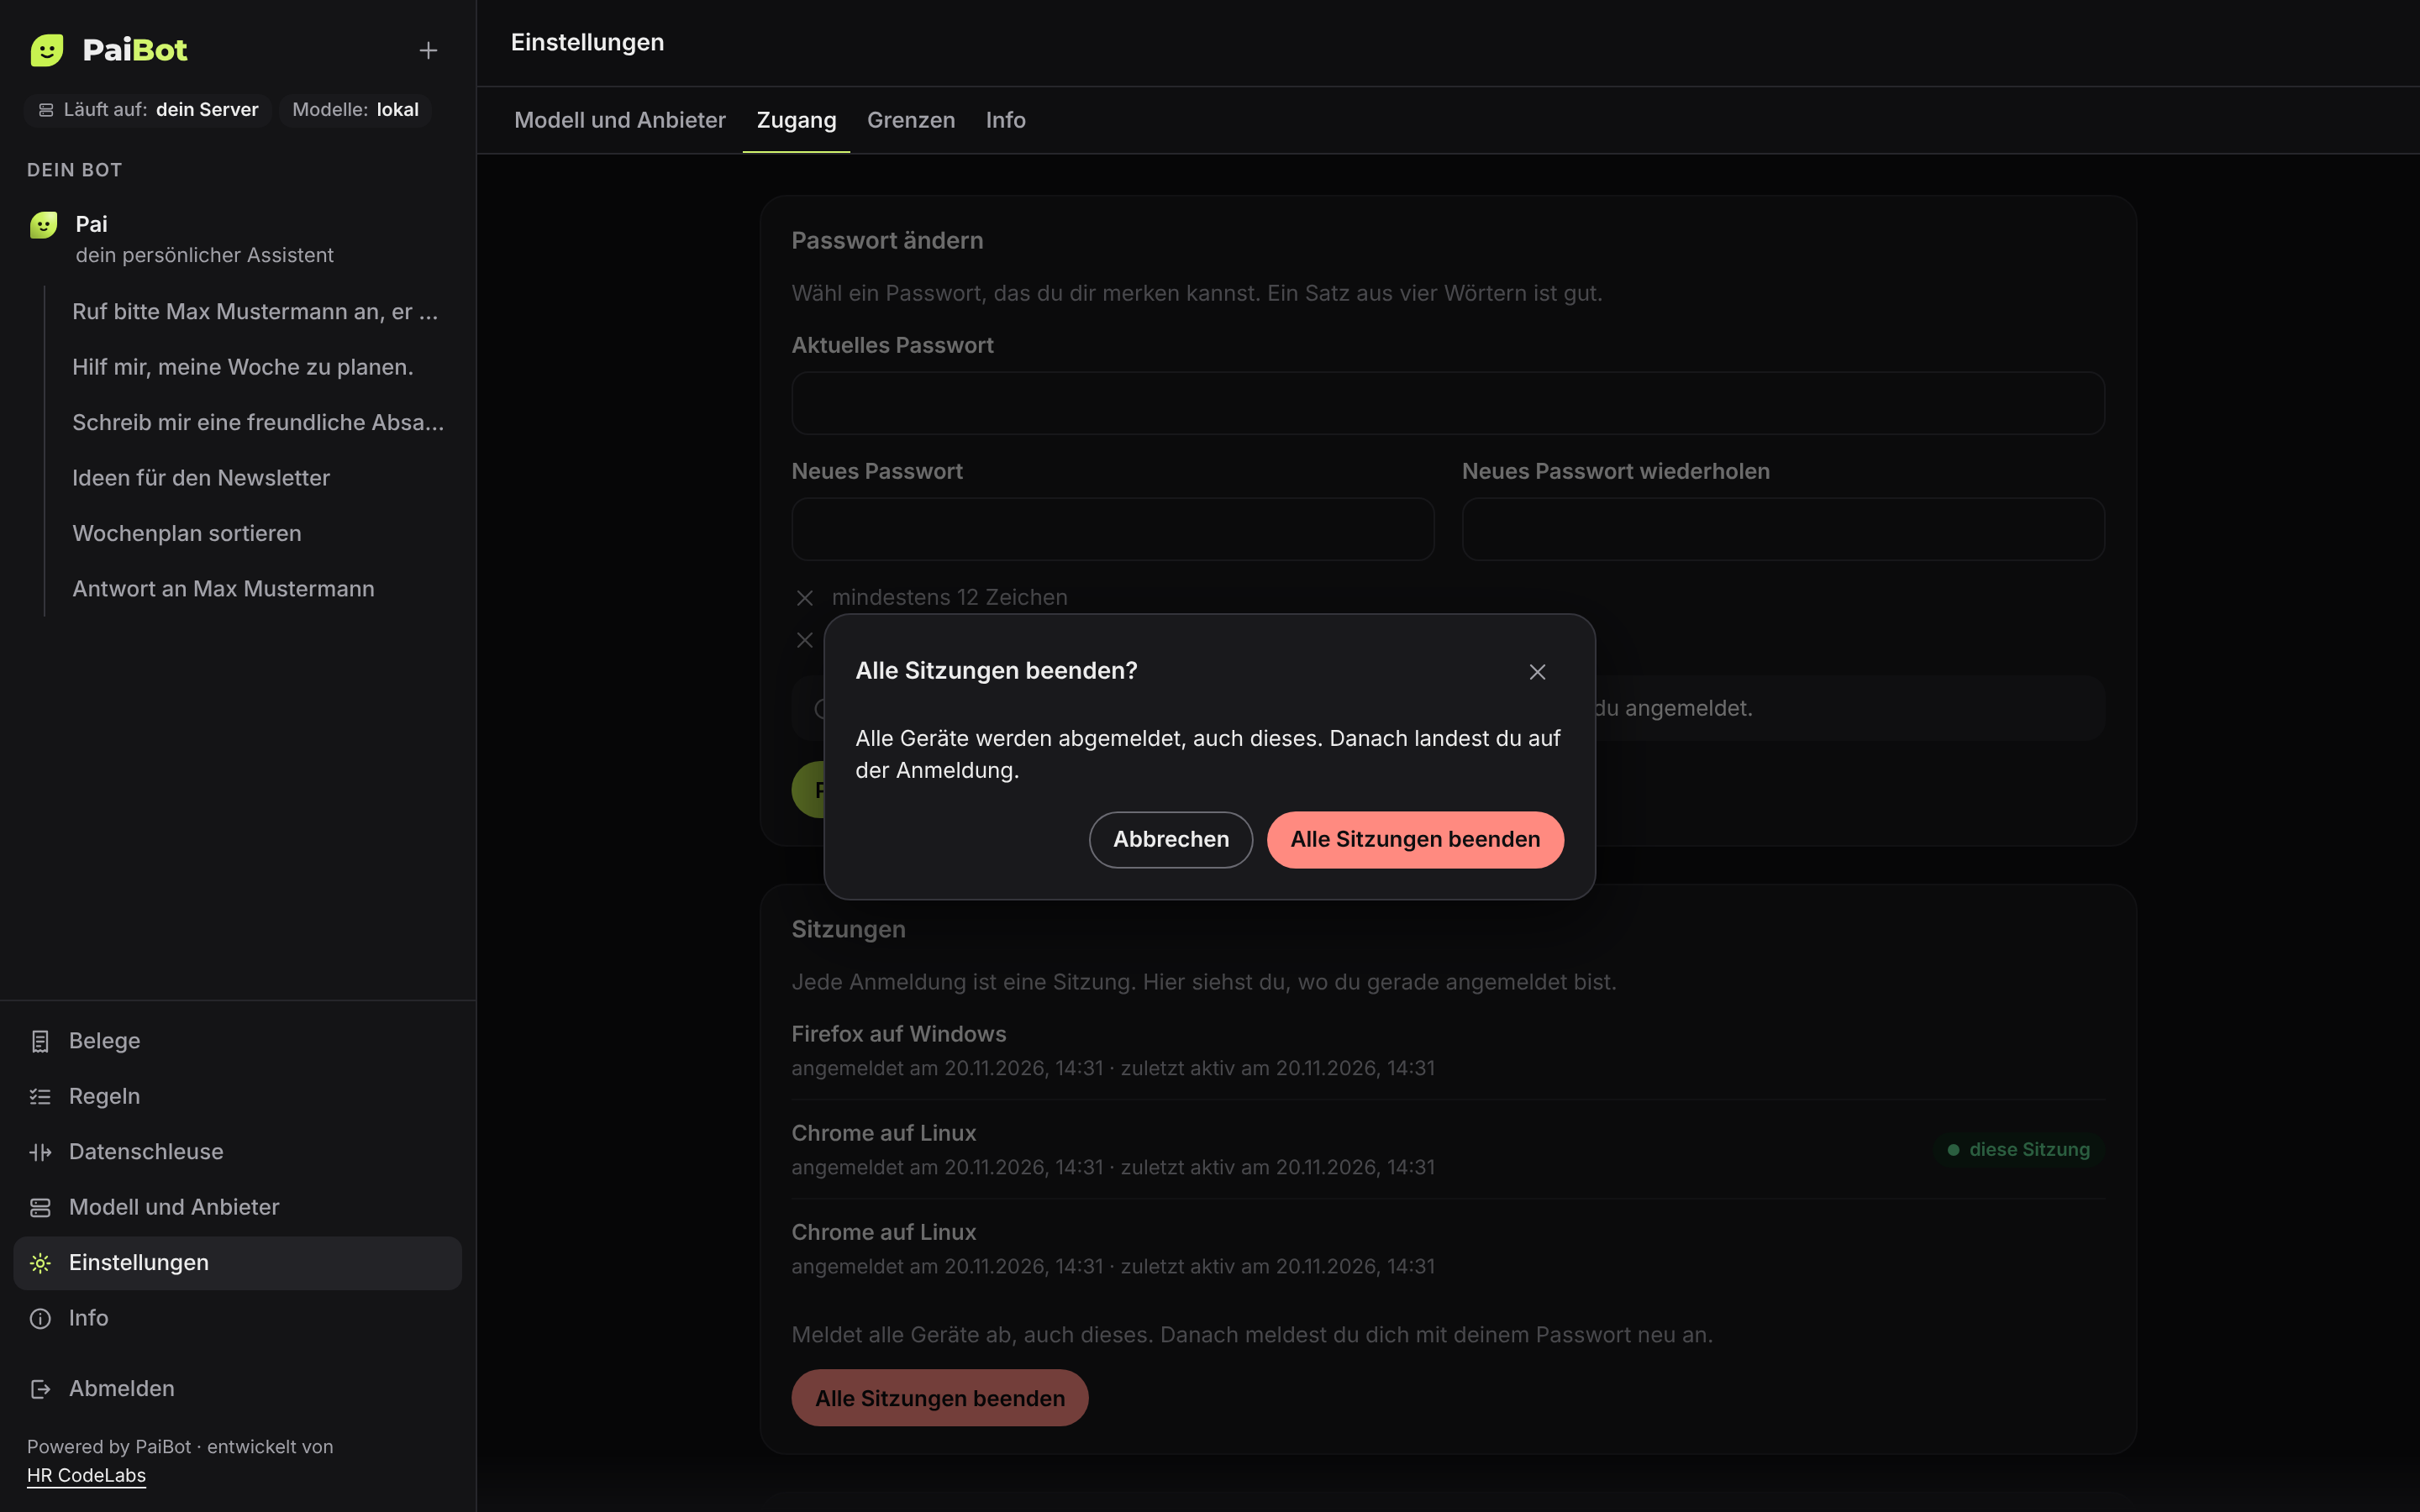 PaiBot
Läuft auf: dein Server
Modelle: lokal
DEIN BOT
Pai
dein persönlicher Assistent
Ruf bitte Max Mustermann an, er ...
Hilf mir, meine Woche zu planen.
Schreib mir eine freundliche Absa...
Ideen für den Newsletter
Wochenplan sortieren
Antwort an Max Mustermann
Belege
Regeln
Datenschleuse
Modell und Anbieter
Einstellungen
Info
Abmelden
Powered by PaiBot · entwickelt von
HR CodeLabs
Einstellungen
Modell und Anbieter
Zugang
Grenzen
Info
Passwort ändern
Wähl ein Passwort, das du dir merken kannst. Ein Satz aus vier Wörtern ist gut.
Aktuelles Passwort
Neues Passwort
Neues Passwort wiederholen
mindestens 12 Zeichen
du angemeldet.
Alle Sitzungen beenden?
Alle Geräte werden abgemeldet, auch dieses. Danach landest du auf
der Anmeldung.
Abbrechen
Alle Sitzungen beenden
Sitzungen
Jede Anmeldung ist eine Sitzung. Hier siehst du, wo du gerade angemeldet bist.
Firefox auf Windows
angemeldet am 20.11.2026, 14:31 · zuletzt aktiv am 20.11.2026, 14:31
Chrome auf Linux
angemeldet am 20.11.2026, 14:31 · zuletzt aktiv am 20.11.2026, 14:31
diese Sitzung
Chrome auf Linux
angemeldet am 20.11.2026, 14:31 · zuletzt aktiv am 20.11.2026, 14:31
Meldet alle Geräte ab, auch dieses. Danach meldest du dich mit deinem Passwort neu an.
Alle Sitzungen beenden